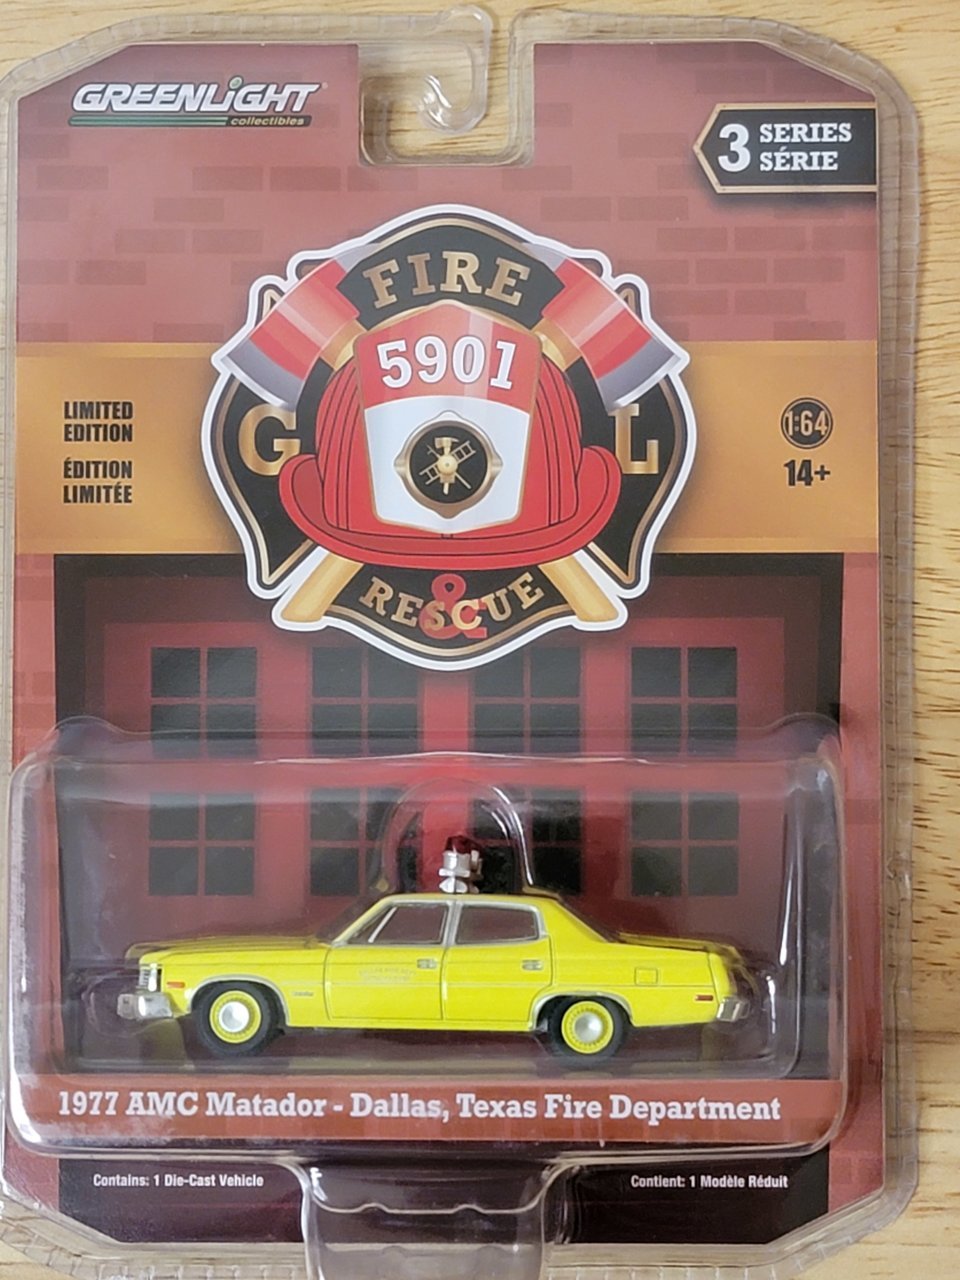 GREENLiGHT
collectibles
3 SERIES
SÉRIE
FIRE
5901
G L
LIMITED
EDITION
ÉDITION
LIMITÉE
1:64
14+
&
RESCUE
1977 AMC Matador - Dallas, Texas Fire Department
Contains: 1 Die-Cast Vehicle
Contient: 1 Modèle Réduit